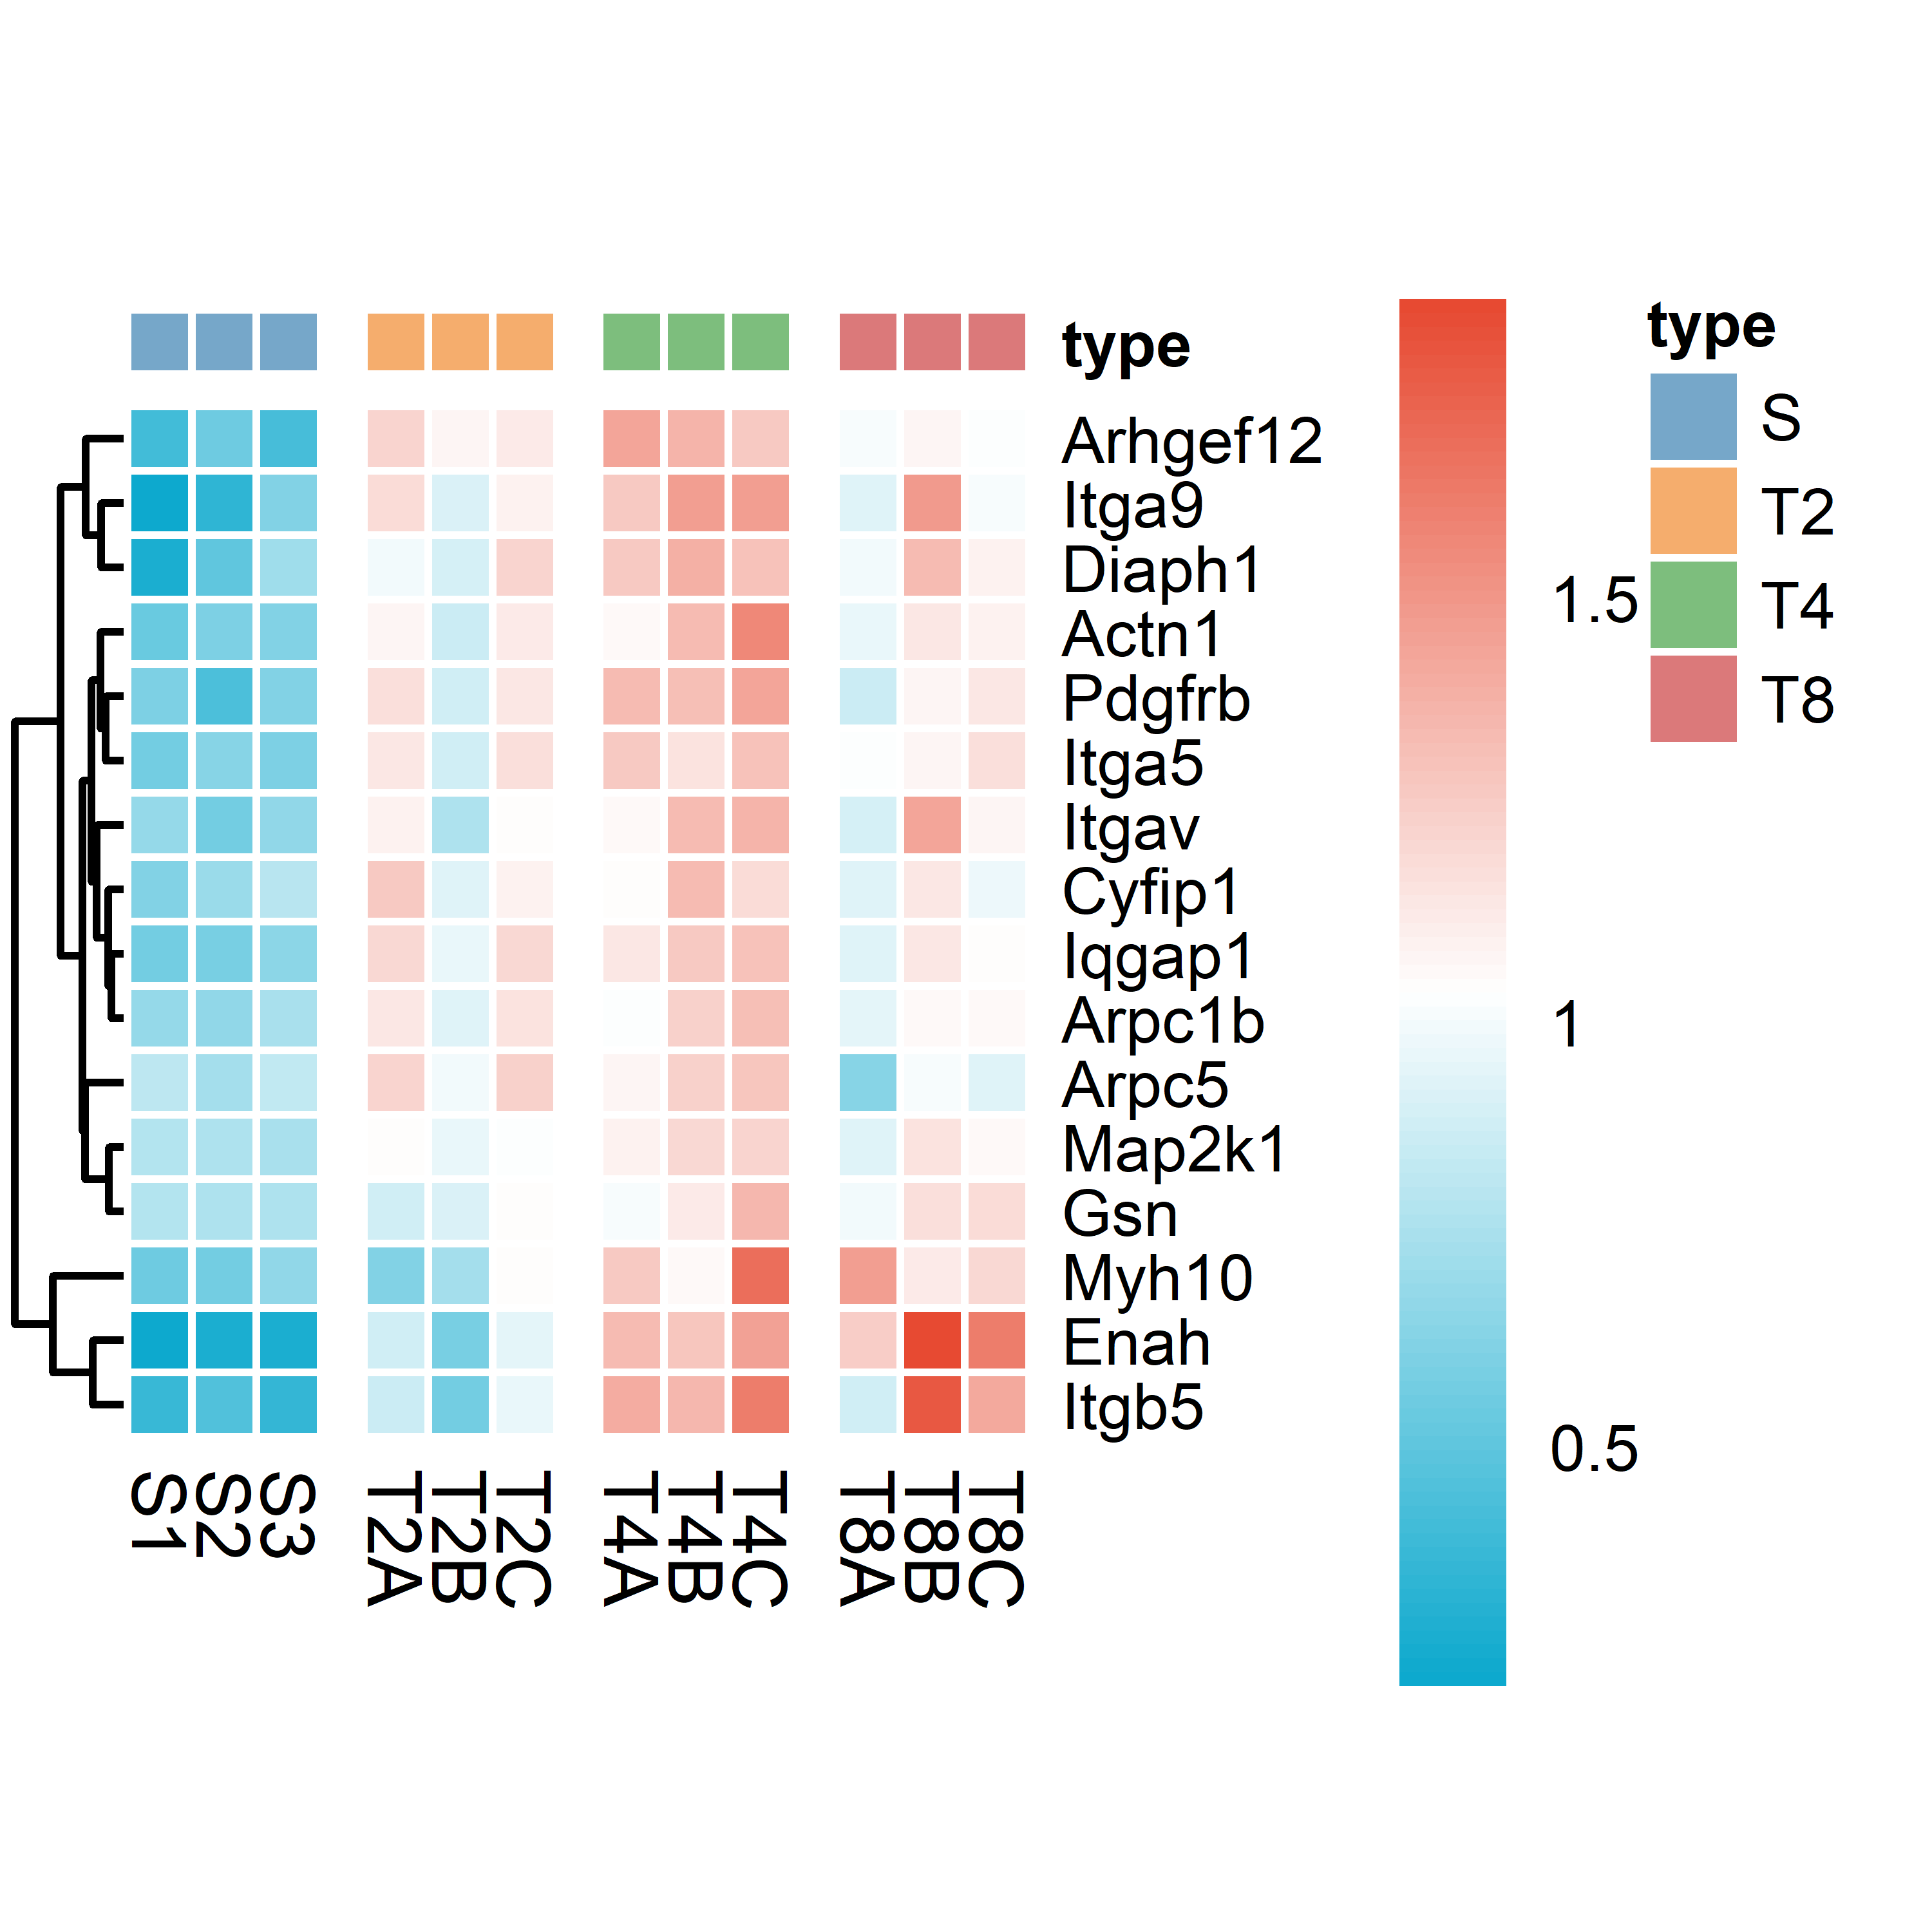 type
Arhgef12
Itga9
Diaph1
Actn1
Pdgfrb
Itga5
Itgav
Cyfip1
Iqgap1
Arpc1b
Arpc5
Map2k1
Gsn
Myh10
Enah
Itgb5
S1
S2
S3
T2A
T2B
T2C
T4A
T4B
T4C
T8A
T8B
T8C
1.5
1
0.5
type
S
T2
T4
T8